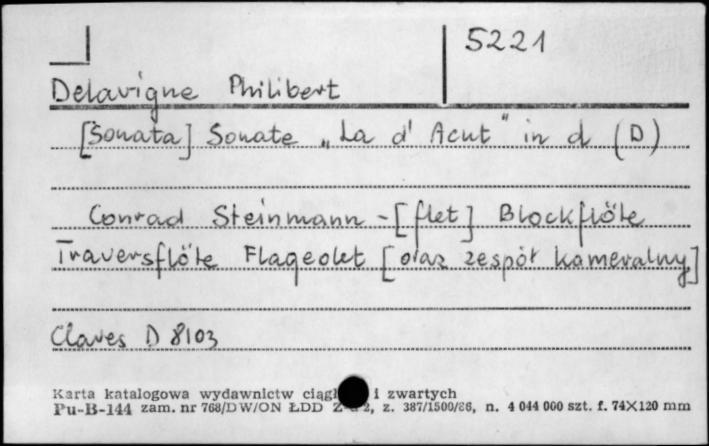 5221
Delavigne Philibert
[Sonata] Sonate „La d' Acut" in d (D)
Conrad Steinmann - [flet] Blockflöte
Traversflöte Flageolet [oraz zespół kameralny]
Claves D 8103
Karta katalogowa wydawnictw i zwartych
Pu-B-144 zam. nr 768/DW/ON ŁDD z. 387/1500/86, n. 4 044 000 szt. f. 74X120 mm